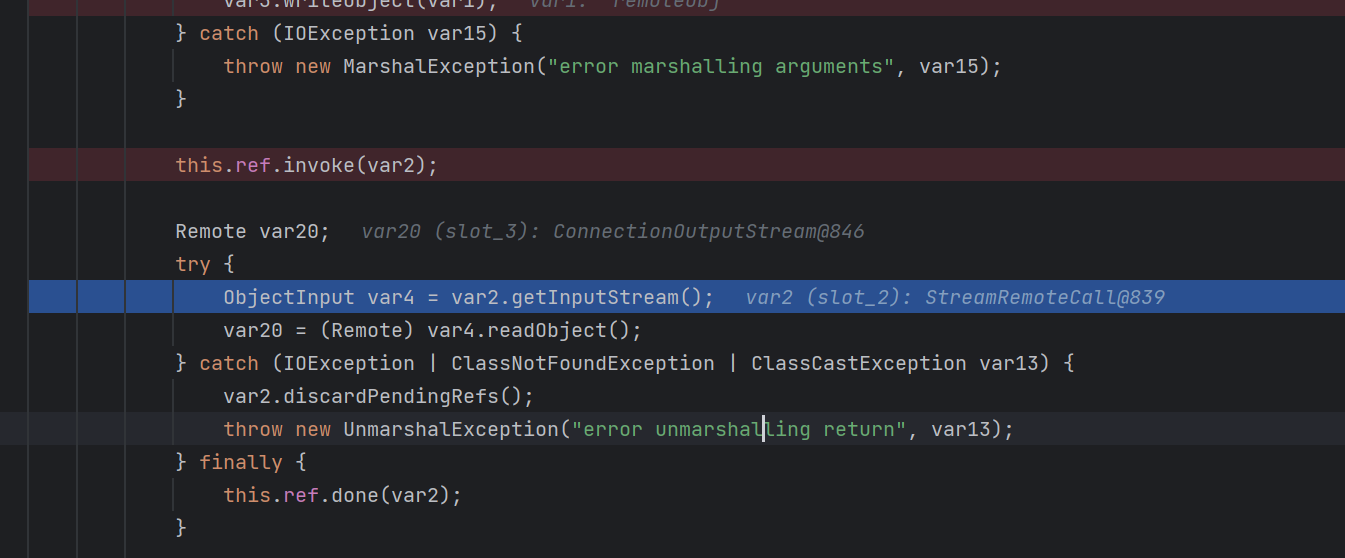 var3.writeObject(var1);   var1: "remoteObj"
} catch (IOException var15) {
throw new MarshalException("error marshalling arguments", var15);
}
this.ref.invoke(var2);
Remote var20;   var20 (slot_3): ConnectionOutputStream@846
try {
ObjectInput var4 = var2.getInputStream();   var2 (slot_2): StreamRemoteCall@839
var20 = (Remote) var4.readObject();
} catch (IOException | ClassNotFoundException | ClassCastException var13) {
var2.discardPendingRefs();
throw new UnmarshalException("error unmarshalling return", var13);
} finally {
this.ref.done(var2);
}